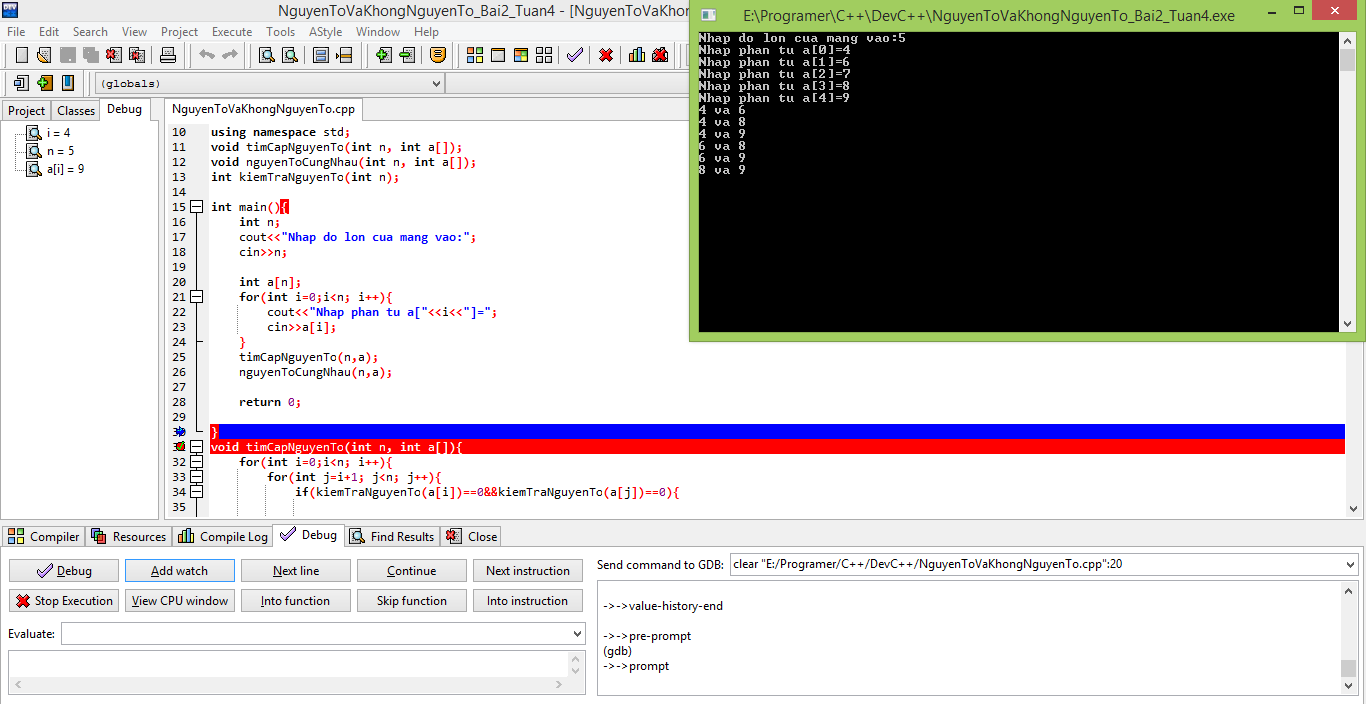 NguyenToVaKhongNguyenTo_Bai2_Tuan4 - [NguyenToVaKhong
File Edit Search View Project Execute Tools AStyle Window Help
(globals)
Project Classes Debug
i = 4
n = 5
a[i] = 9
NguyenToVaKhongNguyenTo.cpp
10 using namespace std;
11 void timCapNguyenTo(int n, int a[]);
12 void nguyenToCungNhau(int n, int a[]);
13 int kiemTraNguyenTo(int n);
14
15 int main(){
16 int n;
17 cout<<"Nhap do lon cua mang vao:";
18 cin>>n;
19
20 int a[n];
21 for(int i=0;i<n; i++){
22 cout<<"Nhap phan tu a["<<i<<"]=";
23 cin>>a[i];
24 }
25 timCapNguyenTo(n,a);
26 nguyenToCungNhau(n,a);
27
28 return 0;
29
}
void timCapNguyenTo(int n, int a[]){
32 for(int i=0;i<n; i++){
33 for(int j=i+1; j<n; j++){
34 if(kiemTraNguyenTo(a[i])==0&&kiemTraNguyenTo(a[j])==0){
35
E:\Programer\C++\DevC++\NguyenToVaKhongNguyenTo_Bai2_Tuan4.exe
Nhap do lon cua mang vao:5
Nhap phan tu a[0]=4
Nhap phan tu a[1]=6
Nhap phan tu a[2]=7
Nhap phan tu a[3]=8
Nhap phan tu a[4]=9
4 va 6
4 va 8
4 va 9
6 va 8
6 va 9
8 va 9
Compiler Resources Compile Log Debug Find Results Close
Debug Add watch Next line Continue Next instruction
Stop Execution View CPU window Into function Skip function Into instruction
Evaluate:
Send command to GDB: clear "E:/Programer/C++/DevC++/NguyenToVaKhongNguyenTo.cpp":20
->->value-history-end
->->pre-prompt
(gdb)
->->prompt